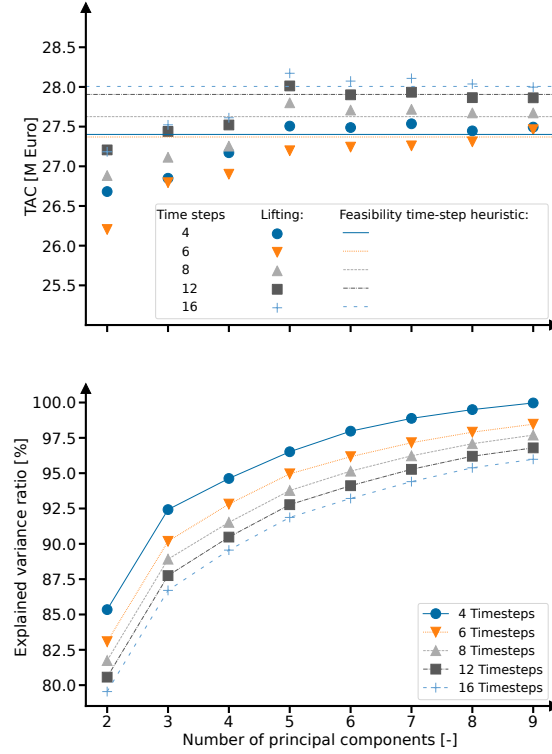 28.5
28.0
27.5
27.0
26.5
26.0
25.5
TAC [M Euro]
Time steps Lifting: Feasibility time-step heuristic:
4
6
8
12
16
100.0
97.5
95.0
92.5
90.0
87.5
85.0
82.5
80.0
Explained variance ratio [%]
4 Timesteps
6 Timesteps
8 Timesteps
12 Timesteps
16 Timesteps
2 3 4 5 6 7 8 9
Number of principal components [-]